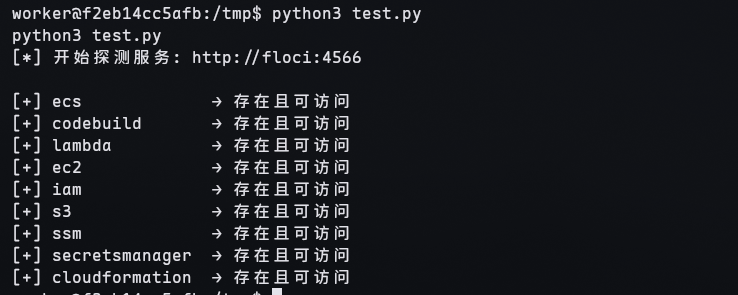 worker@f2eb14cc5afb:/tmp$ python3 test.py
python3 test.py
[*] 开始探测服务: http://floci:4566
[+] ecs → 存在且可访问
[+] codebuild → 存在且可访问
[+] lambda → 存在且可访问
[+] ec2 → 存在且可访问
[+] iam → 存在且可访问
[+] s3 → 存在且可访问
[+] ssm → 存在且可访问
[+] secretsmanager → 存在且可访问
[+] cloudformation → 存在且可访问